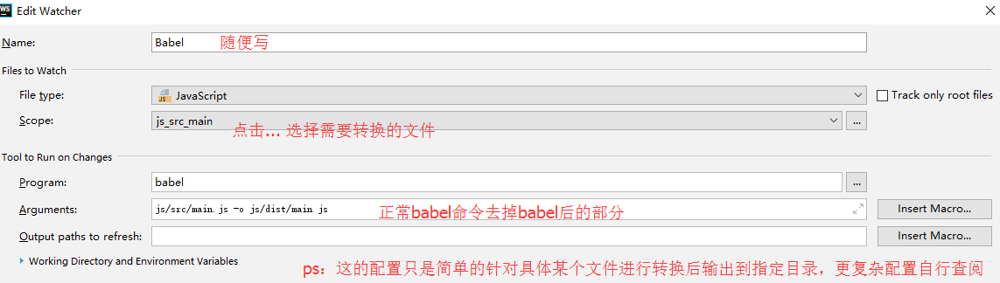 WS Edit Watcher
Name: Babel 随便写
Files to Watch
File type: JS JavaScript Track only root files
Scope: js_src_main ...
点击... 选择需要转换的文件
Tool to Run on Changes
Program: babel ...
Arguments: js/src/main.js -o js/dist/main.js 正常babel命令去掉babel后的部分 Insert Macro...
Output paths to refresh: Insert Macro...
Working Directory and Environment Variables
ps：这的配置只是简单的针对具体某个文件进行转换后输出到指定目录，更复杂配置自行查阅